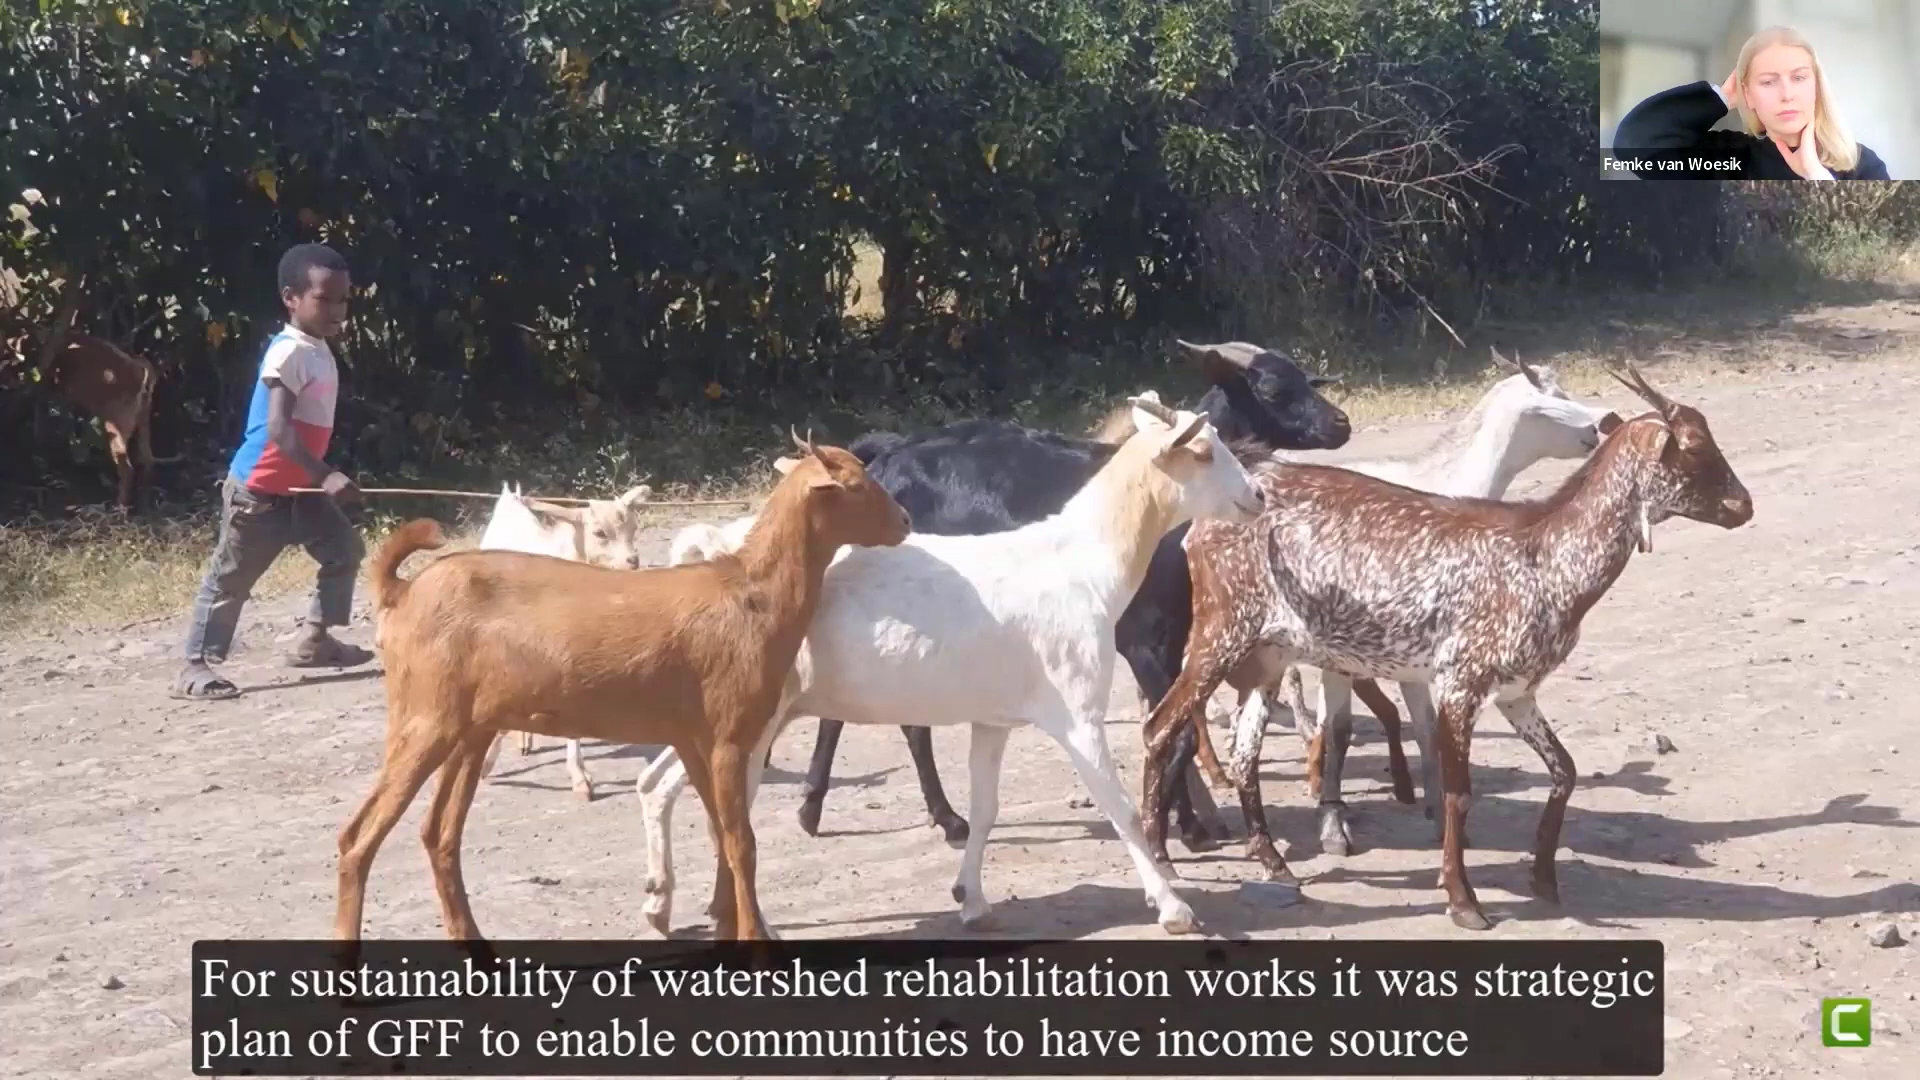 Femke van Woesik
For sustainability of watershed rehabilitation works it was strategic
plan of GFF to enable communities to have income source